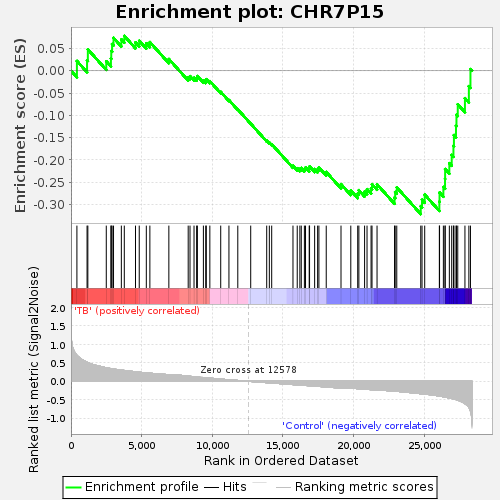 Enrichment plot: CHR7P15
Enrichment score (ES)
0.05
0.00
-0.05
-0.10
-0.15
-0.20
-0.25
-0.30
'TB' (positively correlated)
Ranked list metric (Signal2Noise)
2.0
1.5
1.0
0.5
0.0
-0.5
-1.0
Zero cross at 12578
'Control' (negatively correlated)
0 5,000 10,000 15,000 20,000 25,000
Rank in Ordered Dataset
Enrichment profile Hits Ranking metric scores